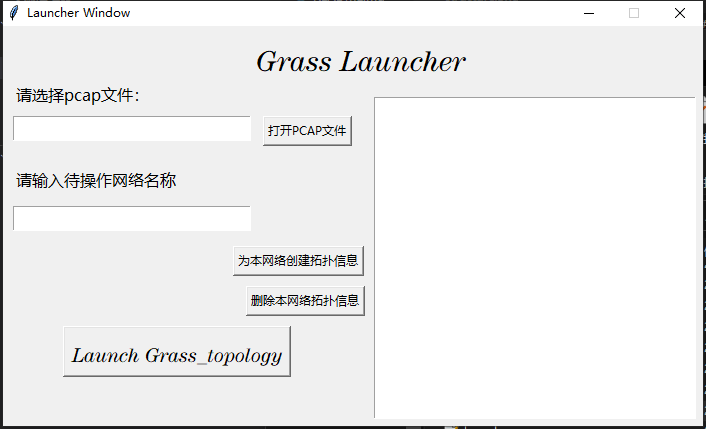 Launcher Window
Grass Launcher
请选择pcap文件:
打开PCAP文件
请输入待操作网络名称
为本网络创建拓扑信息
删除本网络拓扑信息
Launch Grass_topology